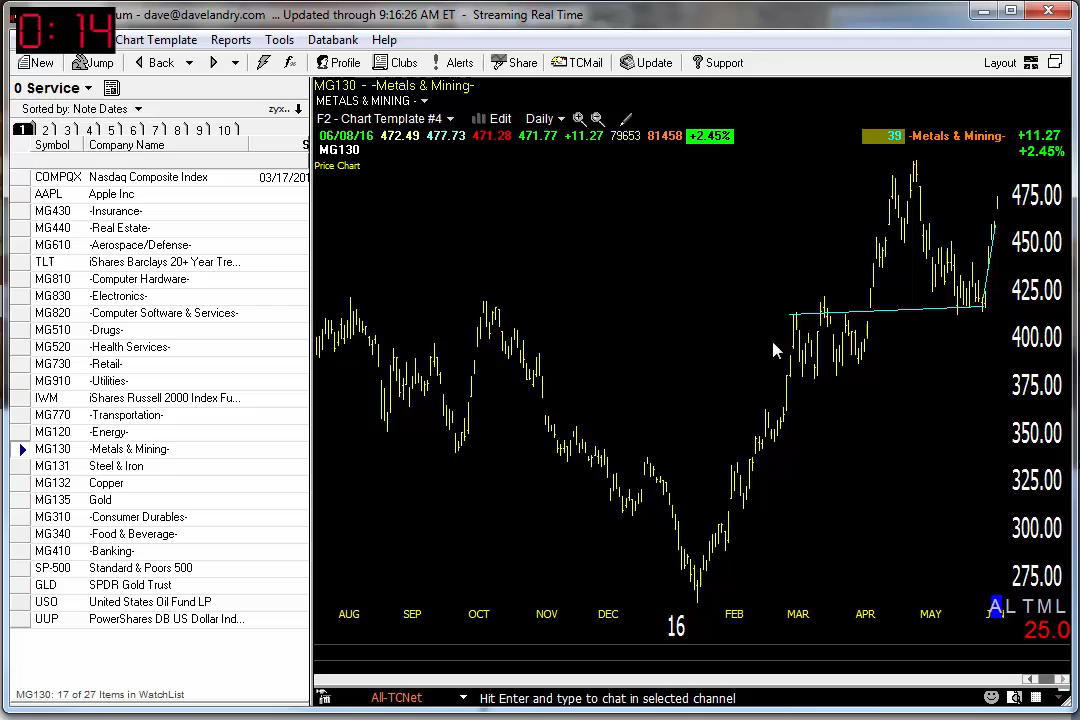 0:14
um - dave@davelandry.com ... Updated through 9:16:26 AM ET - Streaming Real Time
Chart Template Reports Tools Databank Help
New Jump Back Profile Clubs Alerts Share TCMail Update Support Layout
0 Service
Sorted by: Note Dates zyx..
1 2 3 4 5 6 7 8 9 10
Symbol Company Name S
COMPQX Nasdaq Composite Index 03/17/201
AAPL Apple Inc
MG430 -Insurance-
MG440 -Real Estate-
MG610 -Aerospace/Defense-
TLT iShares Barclays 20+ Year Tre...
MG810 -Computer Hardware-
MG830 -Electronics-
MG820 -Computer Software & Services-
MG510 -Drugs-
MG520 -Health Services-
MG730 -Retail-
MG910 -Utilities-
IWM iShares Russell 2000 Index Fu...
MG770 -Transportation-
MG120 -Energy-
MG130 -Metals & Mining-
MG131 Steel & Iron
MG132 Copper
MG135 Gold
MG310 -Consumer Durables-
MG340 -Food & Beverage-
MG410 -Banking-
SP-500 Standard & Poors 500
GLD SPDR Gold Trust
USO United States Oil Fund LP
UUP PowerShares DB US Dollar Ind...
MG130: 17 of 27 Items in WatchList
MG130 - -Metals & Mining-
METALS & MINING -
F2 - Chart Template #4 Edit Daily
06/08/16 472.49 477.73 471.28 471.77 +11.27 79653 81458 +2.45% 39 -Metals & Mining- +11.27
MG130 +2.45%
Price Chart
475.00
450.00
425.00
400.00
375.00
350.00
325.00
300.00
275.00
AUG SEP OCT NOV DEC 16 FEB MAR APR MAY
A L T M L
25.0
All-TCNet Hit Enter and type to chat in selected channel